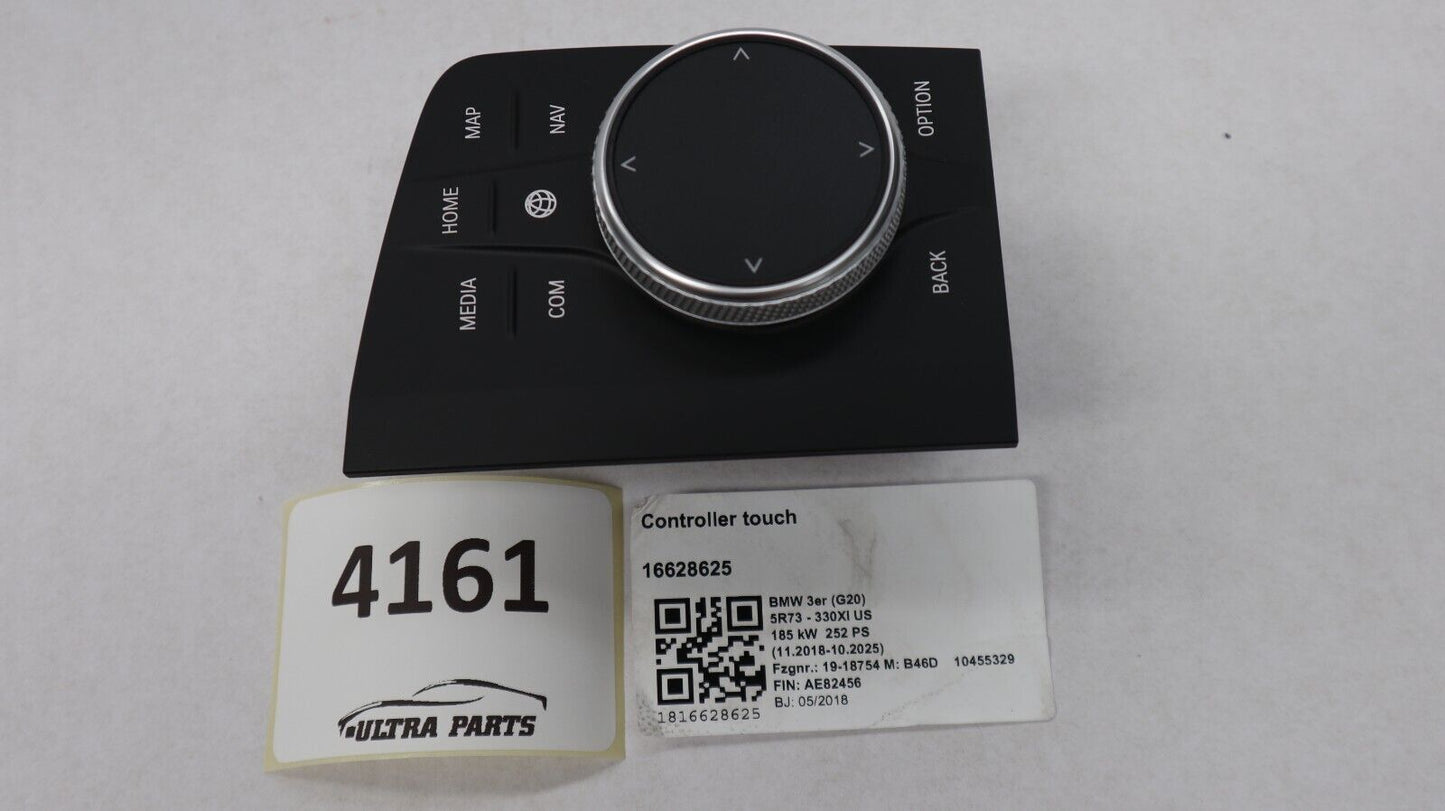 MAP
NAV
OPTION
HOME
MEDIA
COM
BACK
4161
ULTRA PARTS
Controller touch
16628625
BMW 3er (G20)
5R73 - 330XI US
185 kW 252 PS
(11.2018-10.2025)
Fzgnr.: 19-18754 M: B46D 10455329
FIN: AE82456
BJ: 05/2018
1816628625